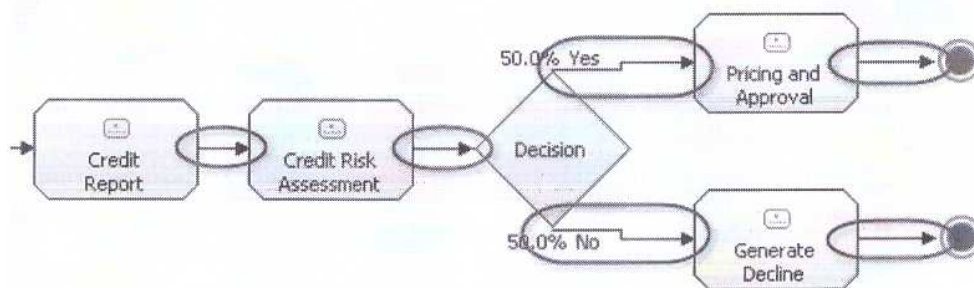 50.0% Yes
Pricing and
Approval
Credit
Report
Credit Risk
Assessment
Decision
50.0% No
Generate
Decline